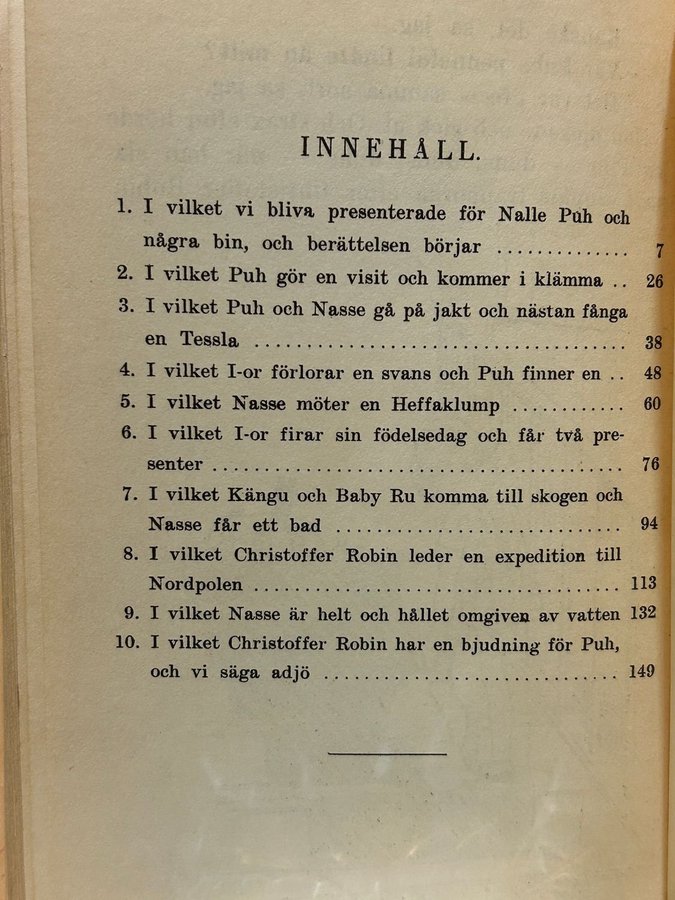 INNEHÅLL.
1. I vilket vi bliva presenterade för Nalle Puh och
några bin, och berättelsen börjar .............. 7
2. I vilket Puh gör en visit och kommer i klämma .. 26
3. I vilket Puh och Nasse gå på jakt och nästan fånga
en Tessla ....................................... 38
4. I vilket I-or förlorar en svans och Puh finner en .. 48
5. I vilket Nasse möter en Heffaklump ............ 60
6. I vilket I-or firar sin födelsedag och får två pre-
senter .......................................... 76
7. I vilket Kängu och Baby Ru komma till skogen och
Nasse får ett bad ............................. 94
8. I vilket Christoffer Robin leder en expedition till
Nordpolen ...................................... 113
9. I vilket Nasse är helt och hållet omgiven av vatten 132
10. I vilket Christoffer Robin har en bjudning för Puh,
och vi säga adjö .............................. 149